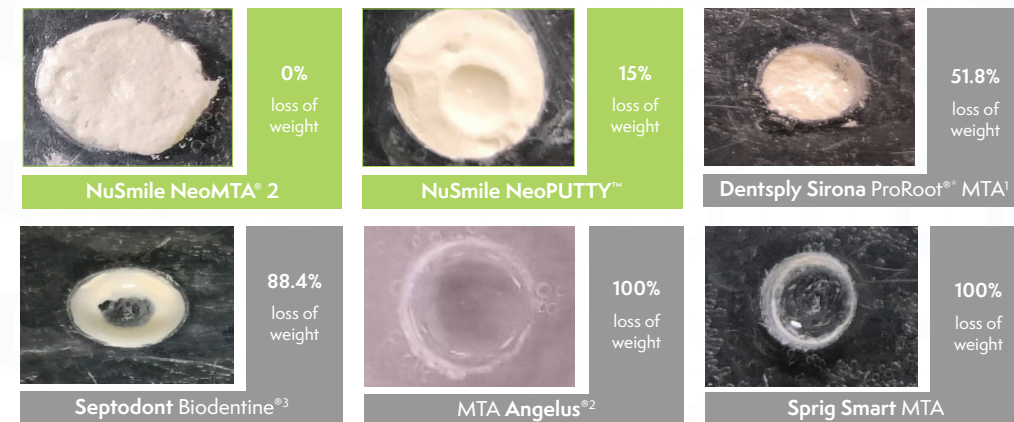 0%
loss of
weight
NuSmile NeoMTA® 2
15%
loss of
weight
NuSmile NeoPUTTY™
51.8%
loss of
weight
Dentsply Sirona ProRoot®* MTA¹
88.4%
loss of
weight
Septodont Biodentine®³
100%
loss of
weight
MTA Angelus®²
100%
loss of
weight
Sprig Smart MTA